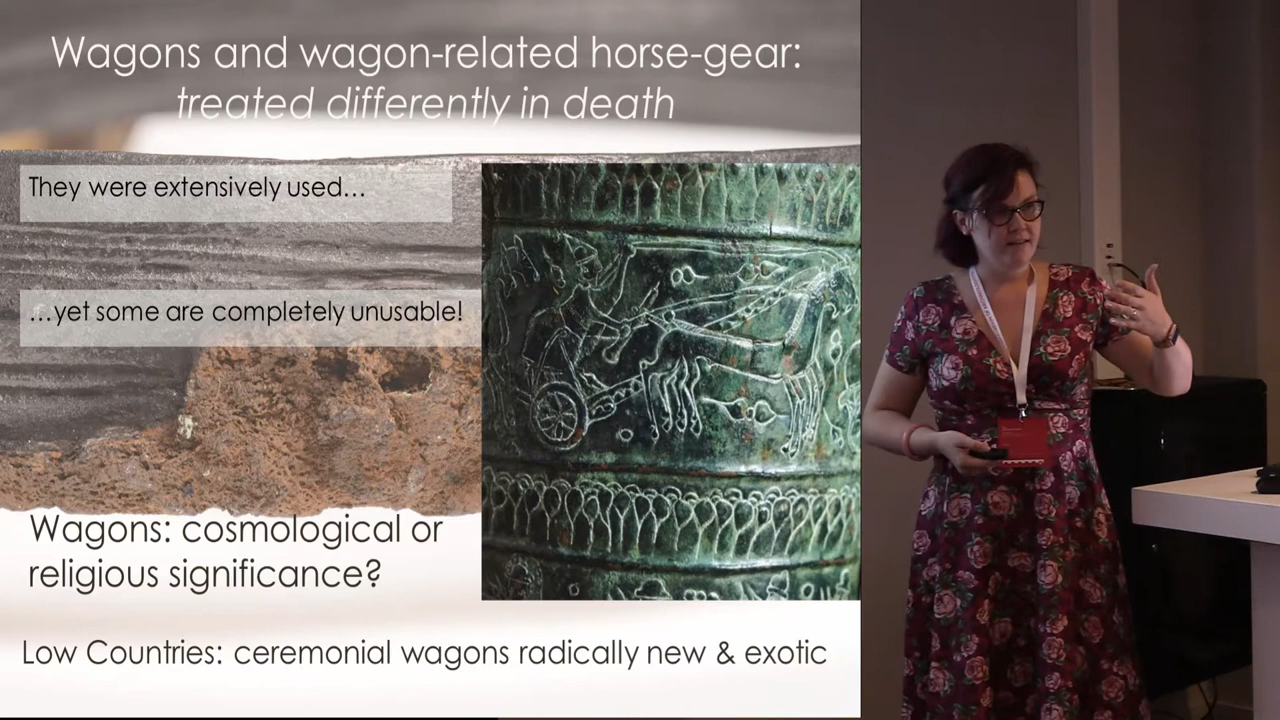 Wagons and wagon-related horse-gear:
treated differently in death
They were extensively used…
…yet some are completely unusable!
Wagons: cosmological or
religious significance?
Low Countries: ceremonial wagons radically new & exotic